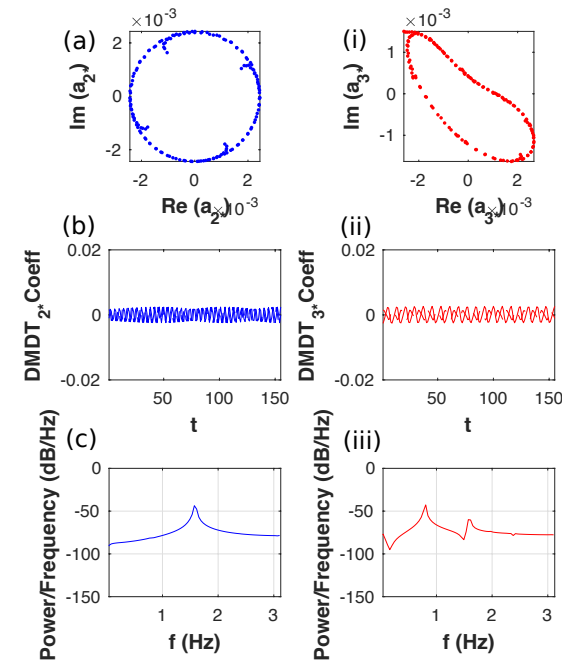 (a)
×10⁻³
2
0
-2
Im (a₂*)
-2 0 2
Re (a₂*) ×10⁻³
(i)
×10⁻³
1
0
-1
Im (a₃*)
-2 0 2
Re (a₃*) ×10⁻³
(b)
0.02
0
-0.02
DMDT₂* Coeff
50 100 150
t
(ii)
0.02
0
-0.02
DMDT₃* Coeff
50 100 150
t
(c)
0
-50
-100
-150
Power/Frequency (dB/Hz)
1 2 3
f (Hz)
(iii)
0
-50
-100
-150
Power/Frequency (dB/Hz)
1 2 3
f (Hz)